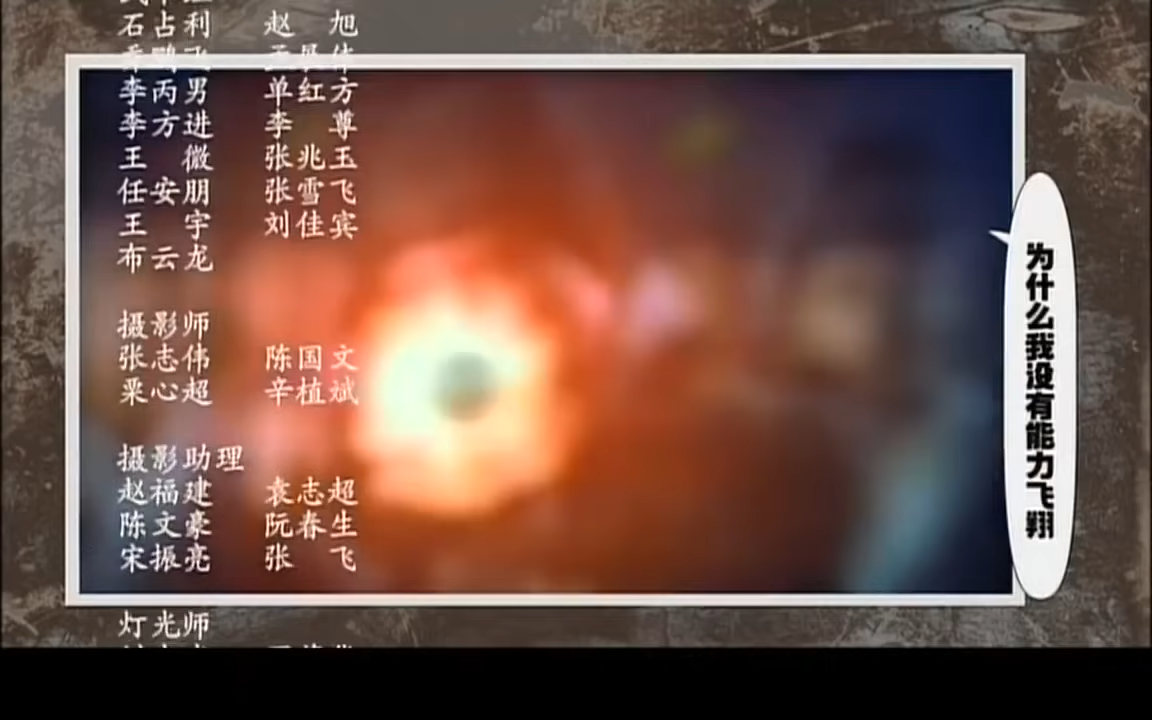 石占利 赵旭
李丙男 单红方
李方进 李尊
王微 张兆玉
任安朋 张雪飞
王宇 刘佳宾
布云龙
摄影师
张志伟 陈国文
栗心超 辛植斌
摄影助理
赵福建 袁志超
陈文豪 阮春生
宋振亮 张飞
灯光师
为什么我没有能力飞翔